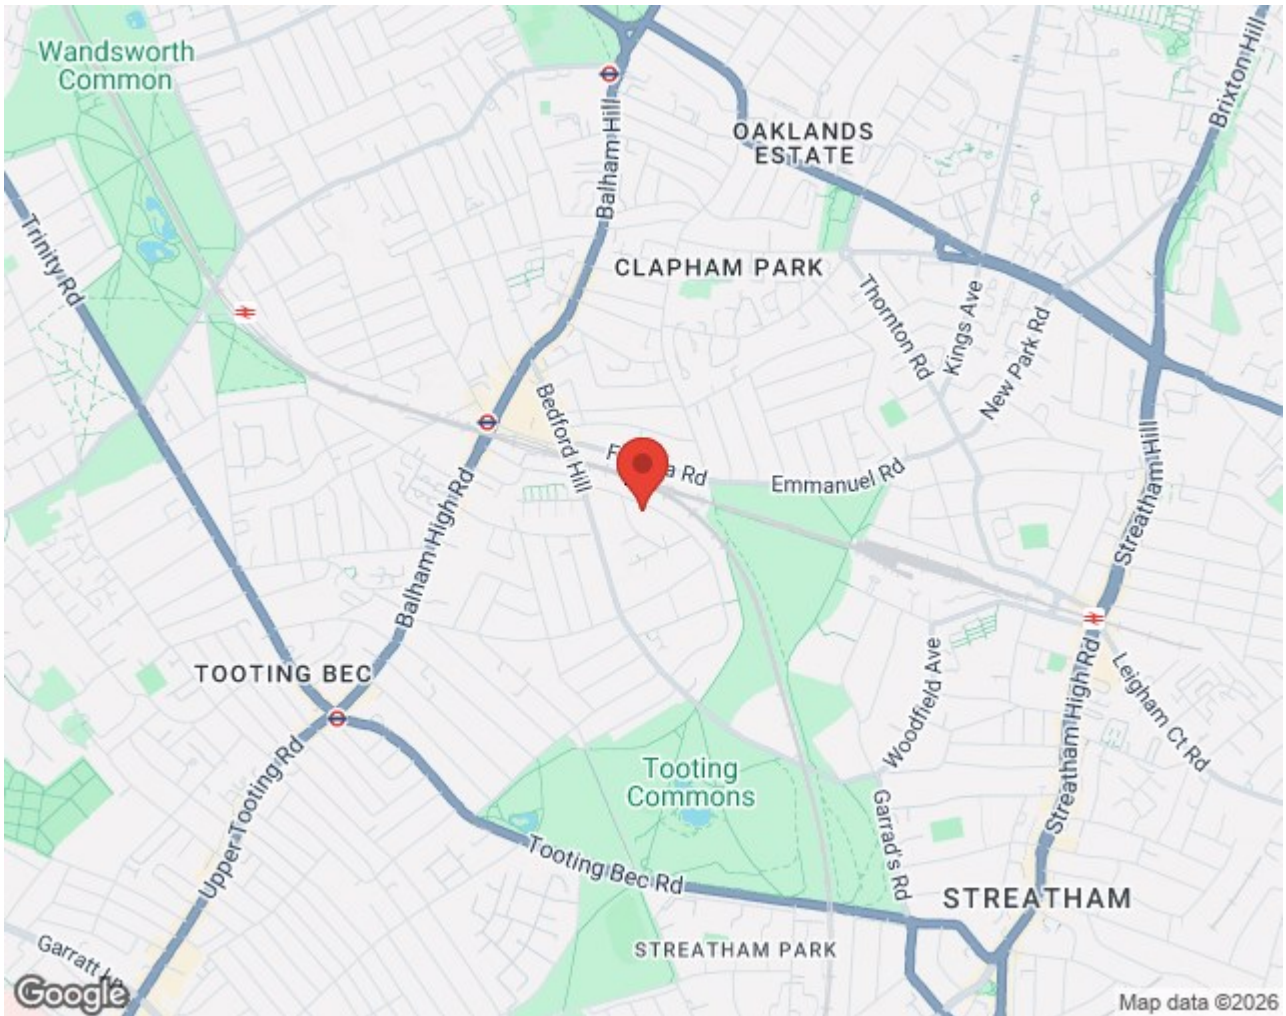 Wandsworth
Common
Brixton Hill
OAKLANDS
ESTATE
Balham Hill
Trinity Rd
CLAPHAM PARK
Thornton Rd
Kings Ave
New Park Rd
Bedford Hill
Rd
Emmanuel Rd
Streatham Hill
Balham High Rd
TOOTING BEC
Woodfield Ave
Leigham Ct Rd
Streatham High Rd
Upper Tooting Rd
Tooting
Commons
Garrad's Rd
Tooting Bec Rd
STREATHAM
STREATHAM PARK
Garratt
Google
Map data ©2026